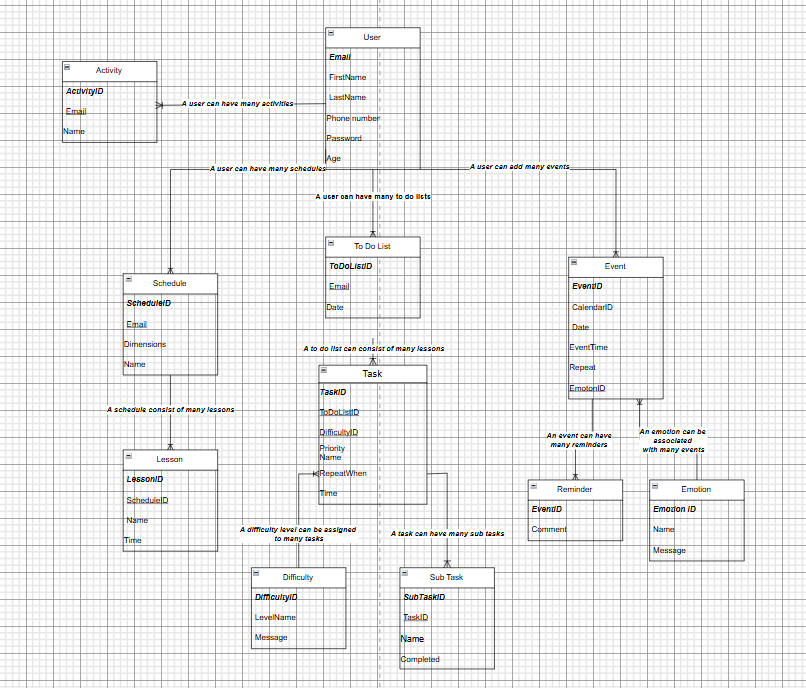 User
Email
FirstName
LastName
Phone number
Password
Age
Activity
ActivityID
Email
Name
A user can have many activities
A user can have many schedules
A user can add many events
A user can have many to do lists
To Do List
ToDoListID
Email
Date
Schedule
ScheduleID
Email
Dimensions
Name
Event
EventID
CalendarID
Date
EventTime
Repeat
EmotonID
A to do list can consist of many lessons
Task
TaskID
ToDoListID
DifficultyID
Priority
Name
RepeatWhen
Time
A schedule consist of many lessons
Lesson
LessonID
ScheduleID
Name
Time
An event can have
many reminders
An emotion can be
associated
with many events
Reminder
EventID
Comment
Emotion
Emotion ID
Name
Message
A difficulty level can be assigned
to many tasks
A task can have many sub tasks
Difficulty
DifficultyID
LevelName
Message
Sub Task
SubTaskID
TaskID
Name
Completed